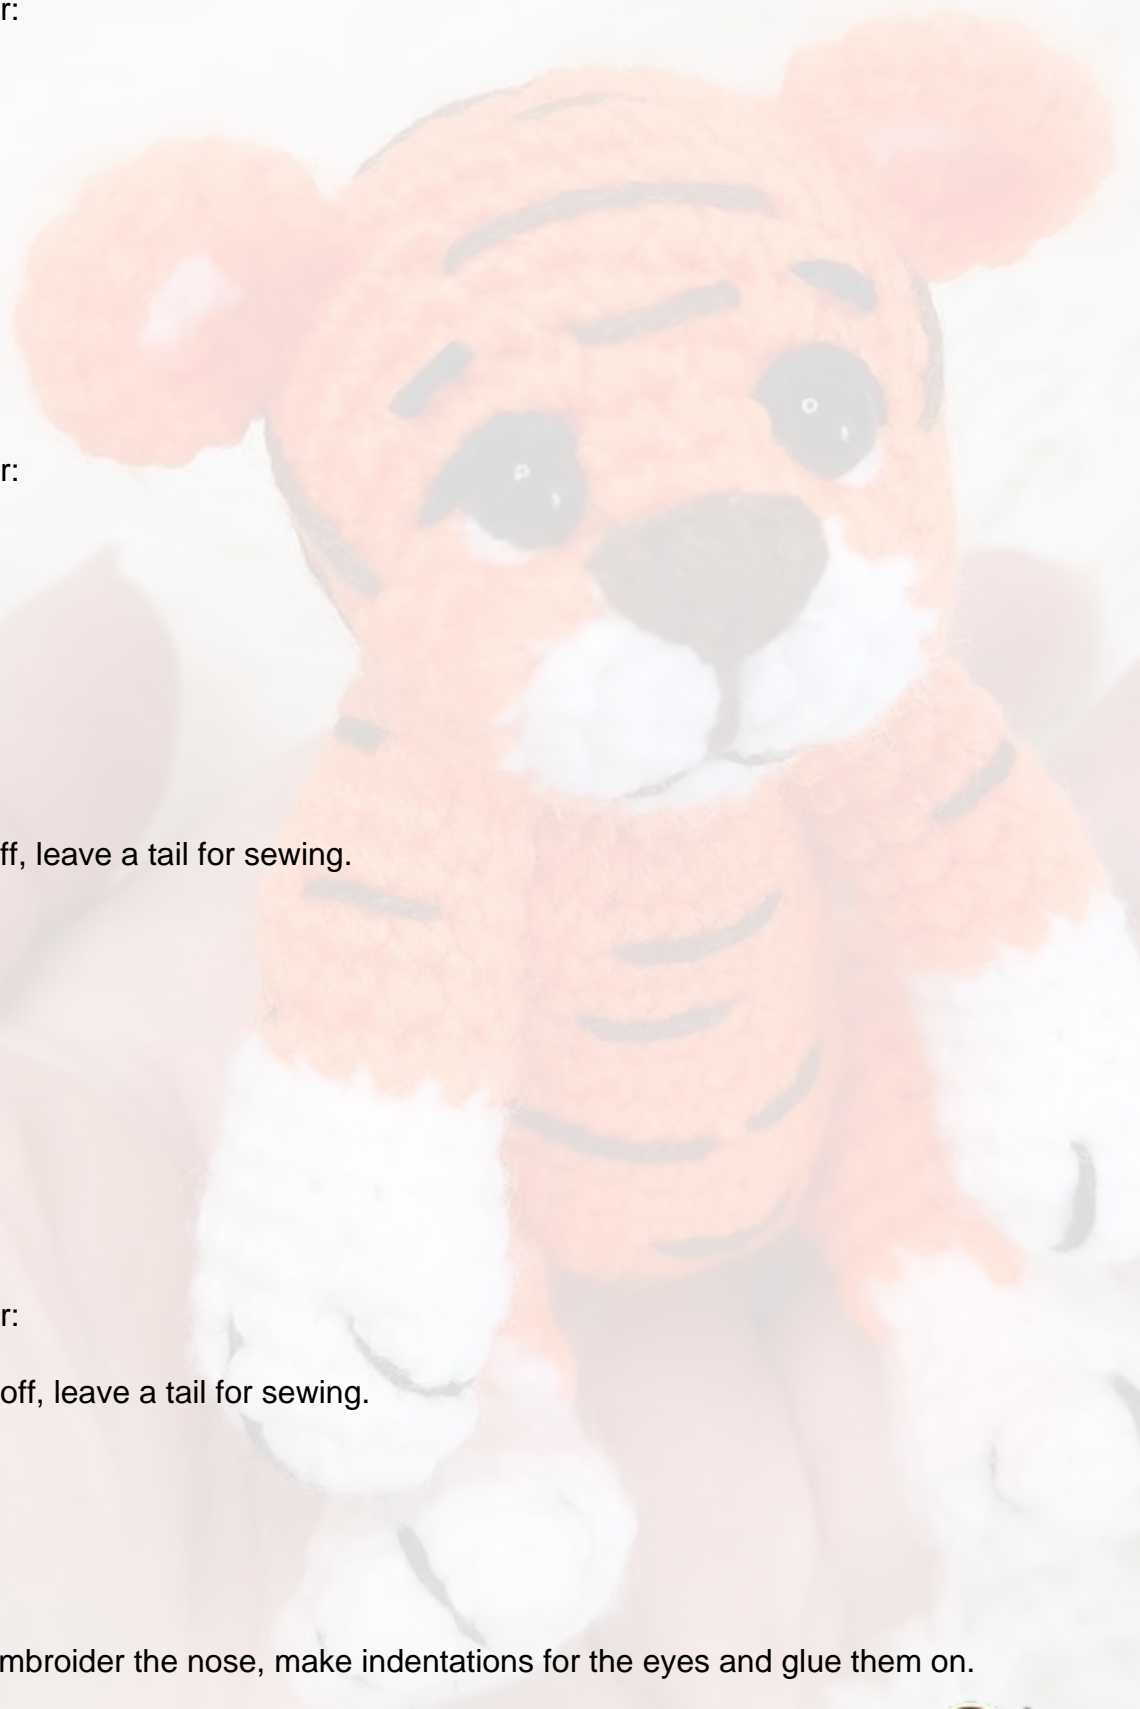 r:
r:
ff, leave a tail for sewing.
r:
off, leave a tail for sewing.
mbroider the nose, make indentations for the eyes and glue them on.